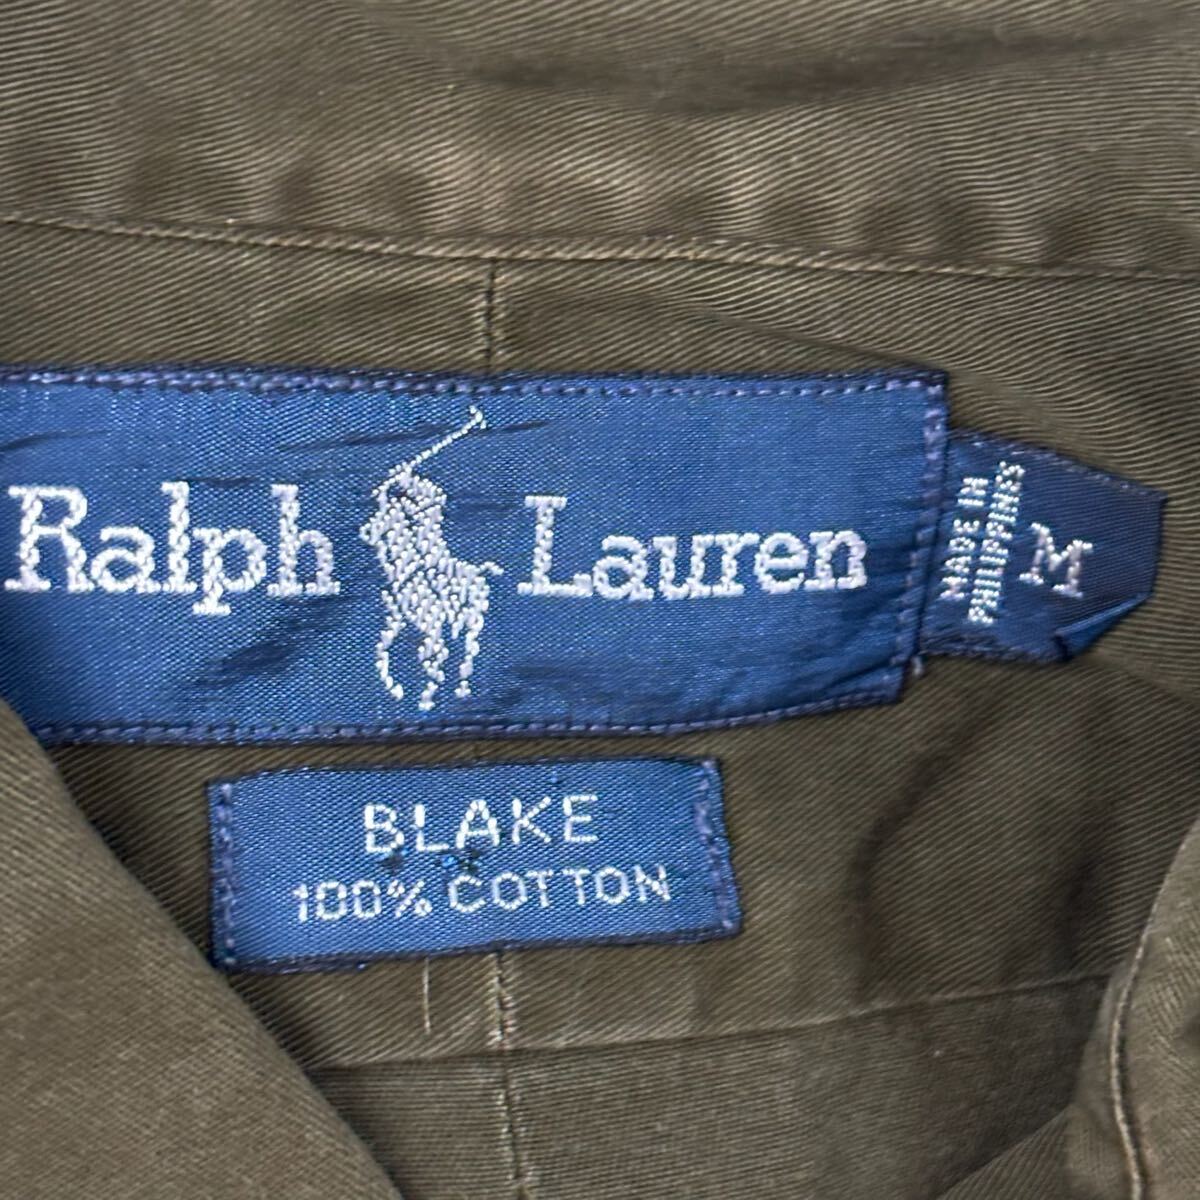 Ralph Lauren
MADE IN
PHILIPPINES
M
BLAKE
100% COTTON